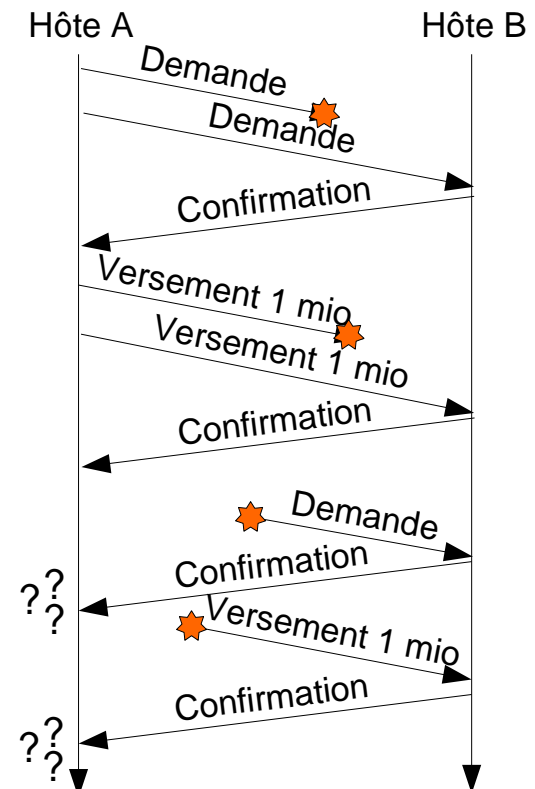 Hôte A
Hôte B
Demande
Demande
Confirmation
Versement 1 mio
Versement 1 mio
Confirmation
Demande
Confirmation
? ? ?
Versement 1 mio
Confirmation
? ? ?